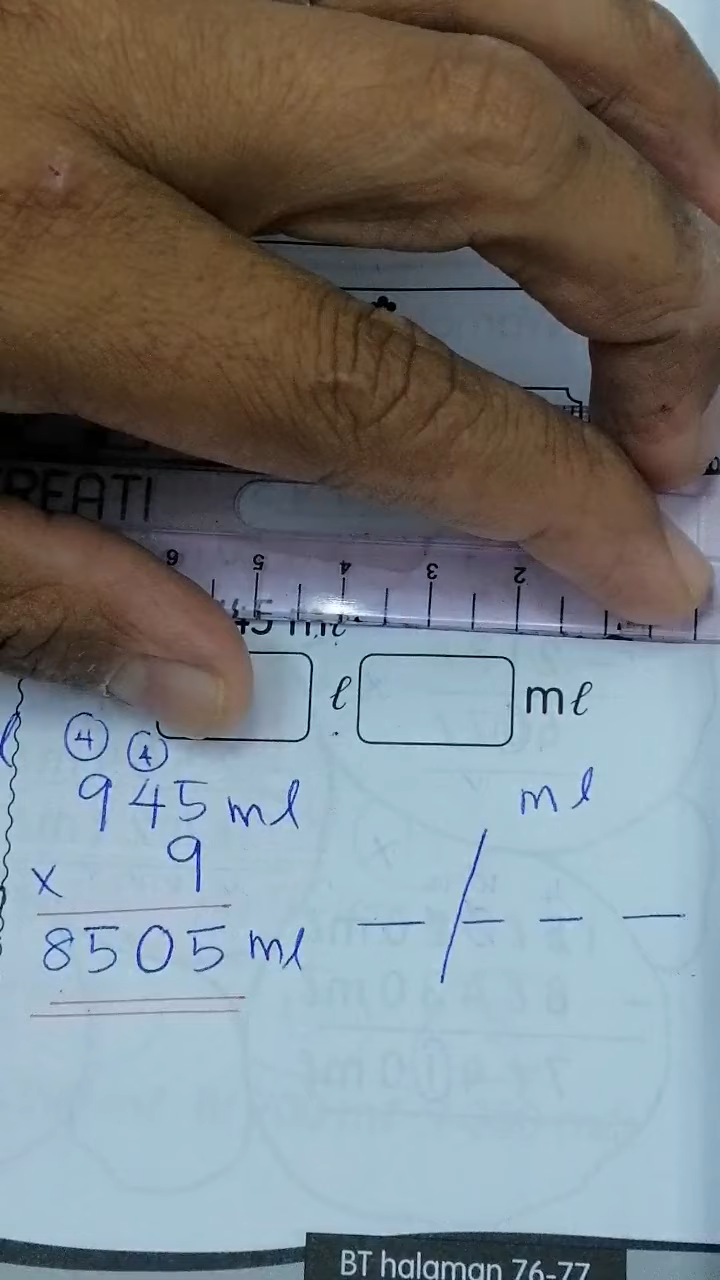 REATI
6 5 4 3 2
ℓ mℓ
④ ④
945 ml
x 9
8505 ml
ml
— / — — —
BT halaman 76-77